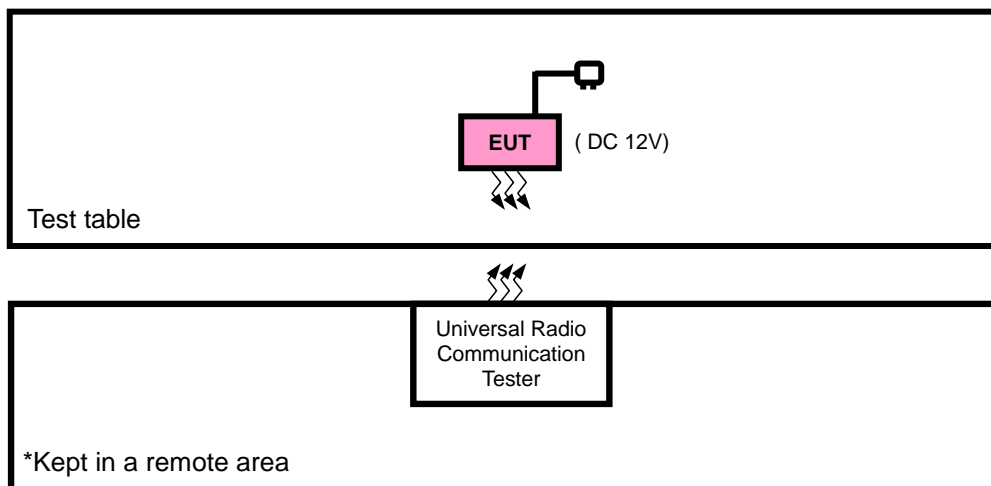 EUT
( DC 12V)
Test table
Universal Radio
Communication
Tester
*Kept in a remote area